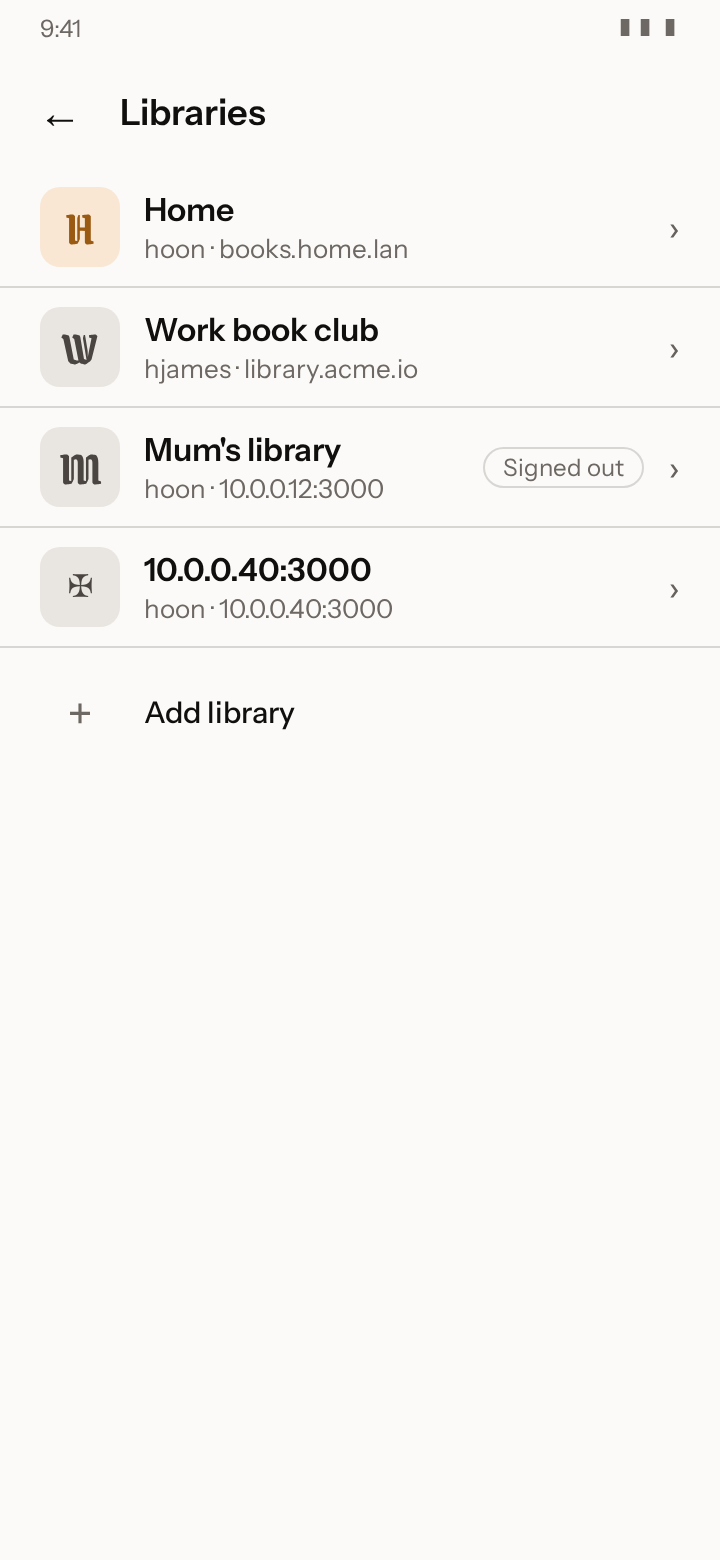 9:41
← Libraries
H
Home
hoon · books.home.lan
›
W
Work book club
hjames · library.acme.io
›
M
Mum's library
hoon · 10.0.0.12:3000
Signed out ›
✠
10.0.0.40:3000
hoon · 10.0.0.40:3000
›
+ Add library